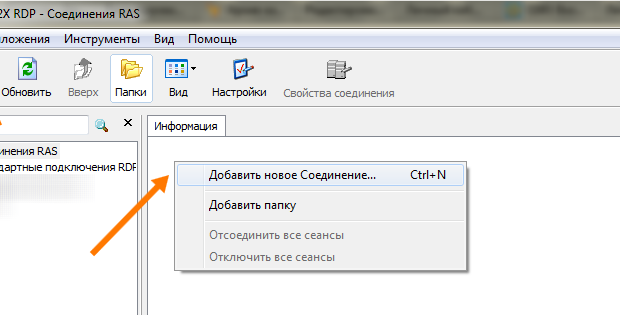 2X RDP - Соединения RAS
ложения Инструменты Вид Помощь
Обновить Вверх Папки Вид Настройки Свойства соединения
Информация
инения RAS
дартные подключения RDP
Добавить новое Соединение... Ctrl+N
Добавить папку
Отсоединить все сеансы
Отключить все сеансы